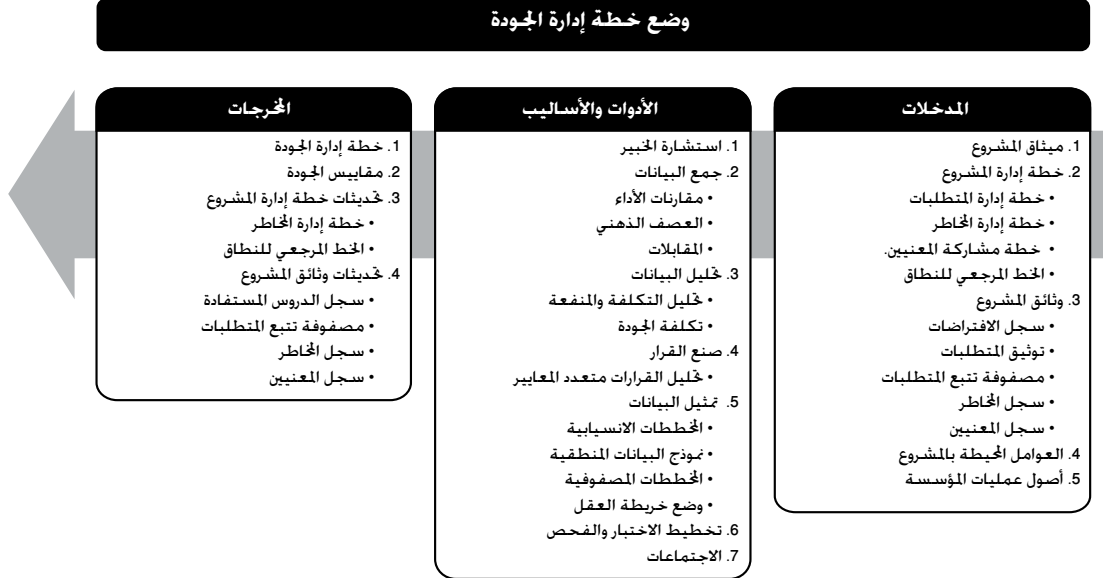 وضع خطة إدارة الجودة
المدخلات
1. ميثاق المشروع
2. خطة إدارة المشروع
• خطة إدارة المتطلبات
• خطة إدارة المخاطر
• خطة مشاركة المعنيين.
• الخط المرجعي للنطاق
3. وثائق المشروع
• سجل الافتراضات
• توثيق المتطلبات
• مصفوفة تتبع المتطلبات
• سجل المخاطر
• سجل المعنيين
4. العوامل المحيطة بالمشروع
5. أصول عمليات المؤسسة
الأدوات والأساليب
1. استشارة الخبير
2. جمع البيانات
• مقارنات الأداء
• العصف الذهني
• المقابلات
3. تحليل البيانات
• تحليل التكلفة والمنفعة
• تكلفة الجودة
4. صنع القرار
• تحليل القرارات متعدد المعايير
5. تمثيل البيانات
• المخططات الانسيابية
• نموذج البيانات المنطقية
• المخططات المصفوفية
• وضع خريطة العقل
6. تخطيط الاختبار والفحص
7. الاجتماعات
المخرجات
1. خطة إدارة الجودة
2. مقاييس الجودة
3. تحديثات خطة إدارة المشروع
• خطة إدارة المخاطر
• الخط المرجعي للنطاق
4. تحديثات وثائق المشروع
• سجل الدروس المستفادة
• مصفوفة تتبع المتطلبات
• سجل المخاطر
• سجل المعنيين